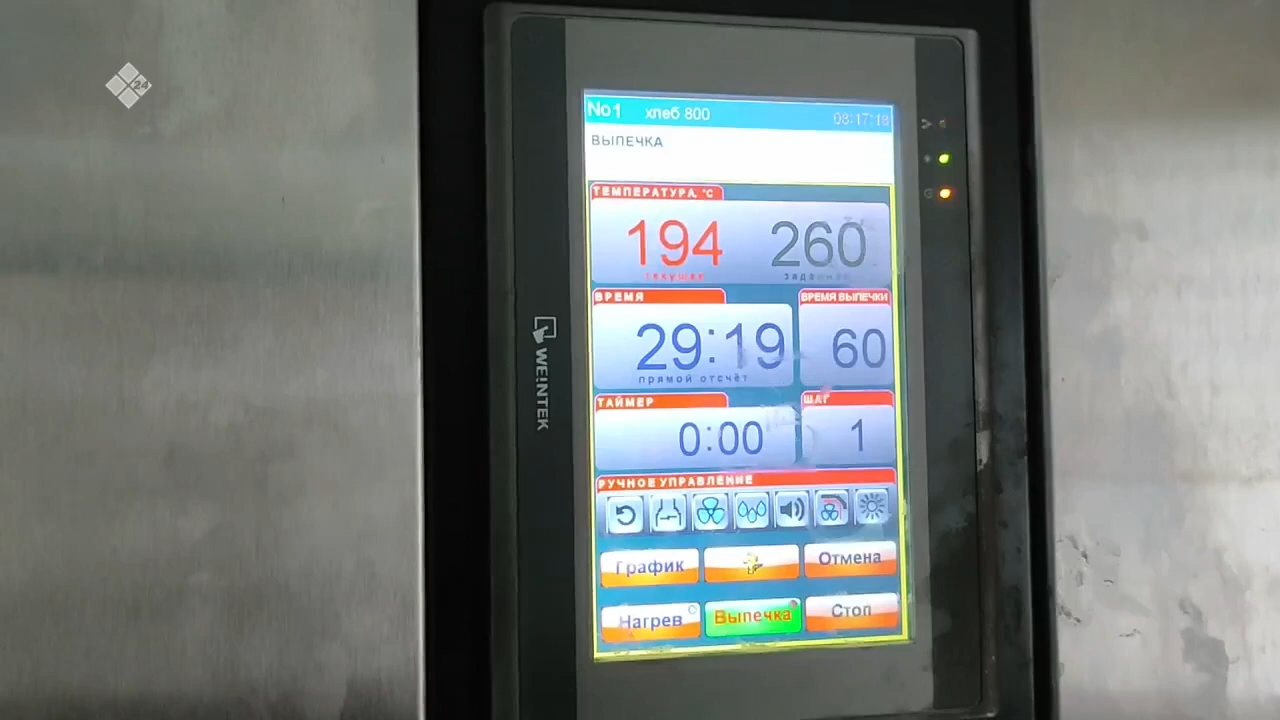 24
No1 хлеб 800 08:17:18
ВЫПЕЧКА
ТЕМПЕРАТУРА, °С
194 260
текущая заданная
ВРЕМЯ ВРЕМЯ ВЫПЕЧКИ
29:19 60
прямой отсчёт
ТАЙМЕР ШАГ
0:00 1
РУЧНОЕ УПРАВЛЕНИЕ
График Отмена
Нагрев Выпечка Стоп
WEINTEK